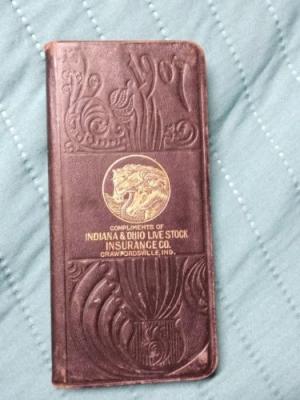 1907
COMPLIMENTS OF
INDIANA & OHIO LIVE STOCK
INSURANCE CO.
CRAWFORDSVILLE, IND.